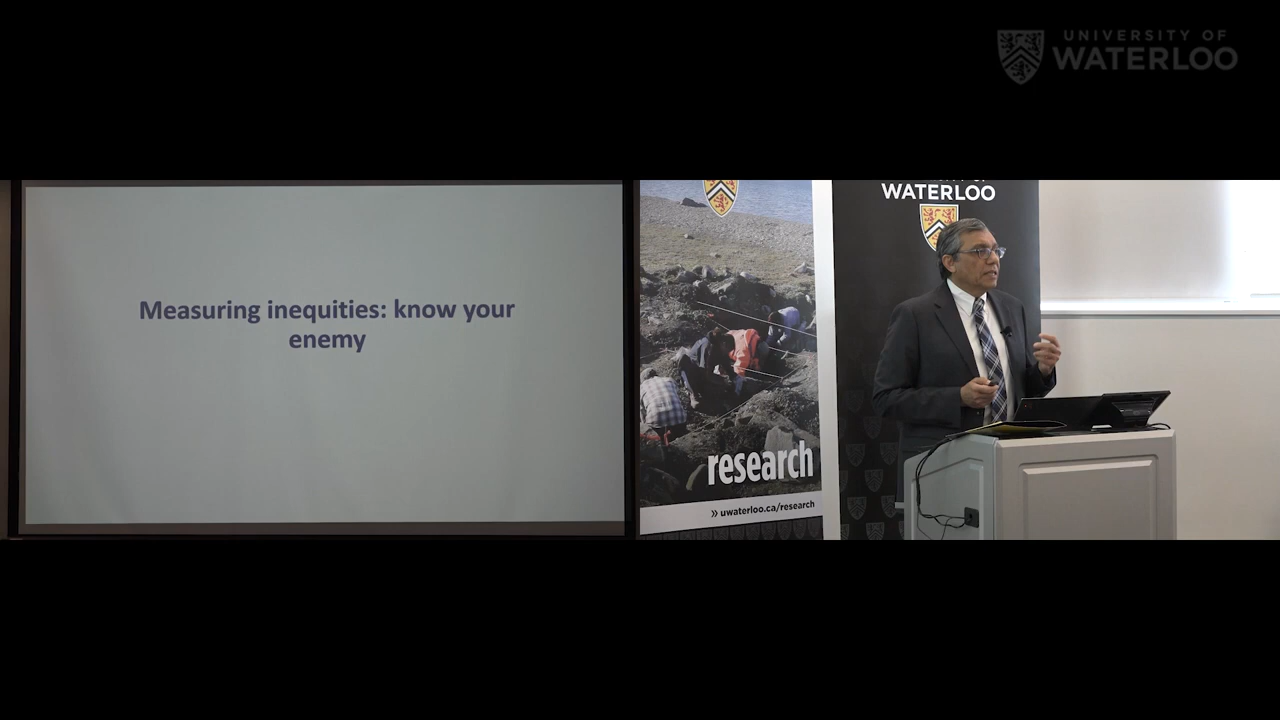 UNIVERSITY OF
WATERLOO
Measuring inequities: know your
enemy
WATERLOO
research
» uwaterloo.ca/research